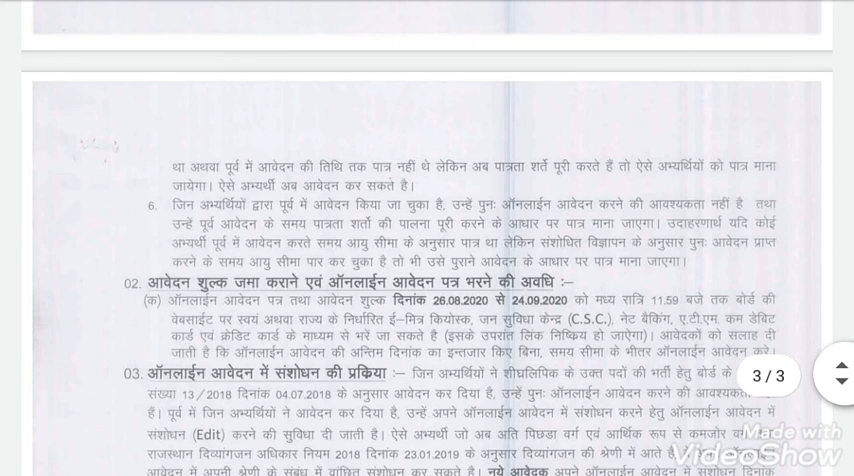 था अथवा पूर्व में आवेदन की तिथि तक पात्र नहीं थे लेकिन अब पात्रता शर्ते पूरी करते हैं तो ऐसे अभ्यर्थियों को पात्र माना
जायेगा। ऐसे अभ्यर्थी अब आवेदन कर सकते है।
6. जिन अभ्यर्थियों द्वारा पूर्व में आवेदन किया जा चुका है, उन्हें पुनः ऑनलाईन आवेदन करने की आवश्यकता नहीं है तथा
उन्हें पूर्व आवेदन के समय पात्रता शर्तो की पालना पूरी करने के आधार पर पात्र माना जाएगा। उदाहरणार्थ यदि कोई
अभ्यर्थी पूर्व में आवेदन करते समय आयु सीमा के अनुसार पात्र था लेकिन संशोधित विज्ञापन के अनुसार पुनः आवेदन प्राप्त
करने के समय आयु सीमा पार कर चुका है तो भी उसे पुराने आवेदन के आधार पर पात्र माना जाएगा।
02. आवेदन शुल्क जमा कराने एवं ऑनलाईन आवेदन पत्र भरने की अवधि :–
(क) ऑनलाईन आवेदन पत्र तथा आवेदन शुल्क दिनांक 26.08.2020 से 24.09.2020 को मध्य रात्रि 11.59 बजे तक बोर्ड की
वेबसाईट पर स्वयं अथवा राज्य के निर्धारित ई–मित्र कियोस्क, जन सुविधा केन्द्र (C.S.C.), नेट बैकिंग, ए.टी.एम. कम डेबिट
कार्ड एवं क्रेडिट कार्ड के माध्यम से भरें जा सकते है (इसके उपरांत लिंक निष्क्रिय हो जाऐगा)। आवेदकों को सलाह दी
जाती है कि ऑनलाईन आवेदन की अन्तिम दिनांक का इन्तजार किए बिना, समय सीमा के भीतर ऑनलाईन आवेदन करे।
03. ऑनलाईन आवेदन में संशोधन की प्रक्रिया :– जिन अभ्यर्थियों ने शीघ्रलिपिक के उक्त पदों की भर्ती हेतु बोर्ड के
3 / 3
संख्या 13/2018 दिनांक 04.07.2018 के अनुसार आवेदन कर दिया है, उन्हें पुनः ऑनलाईन आवेदन करने की
है। पूर्व में जिन अभ्यर्थियों ने आवेदन कर दिया है, उन्हें अपने ऑनलाईन आवेदन में संशोधन करने हेतु ऑनलाईन आवेदन में
संशोधन (Edit) करने की सुविधा दी जाती है। ऐसे अभ्यर्थी जो अब अति पिछडा वर्ग एवं आर्थिक रूप से कमजोर
राजस्थान दिव्यांगजन अधिकार नियम 2018 दिनांक 23.01.2019 के अनुसार दिव्यांगजन की श्रेणी में आते
आवेदन में अपनी श्रेणी के संबंध में वांछित संशोधन कर सकते है। नये आवेदक अपने ऑनलाईन आवेदन में संशोधन दिनांक
Made with
VideoShow